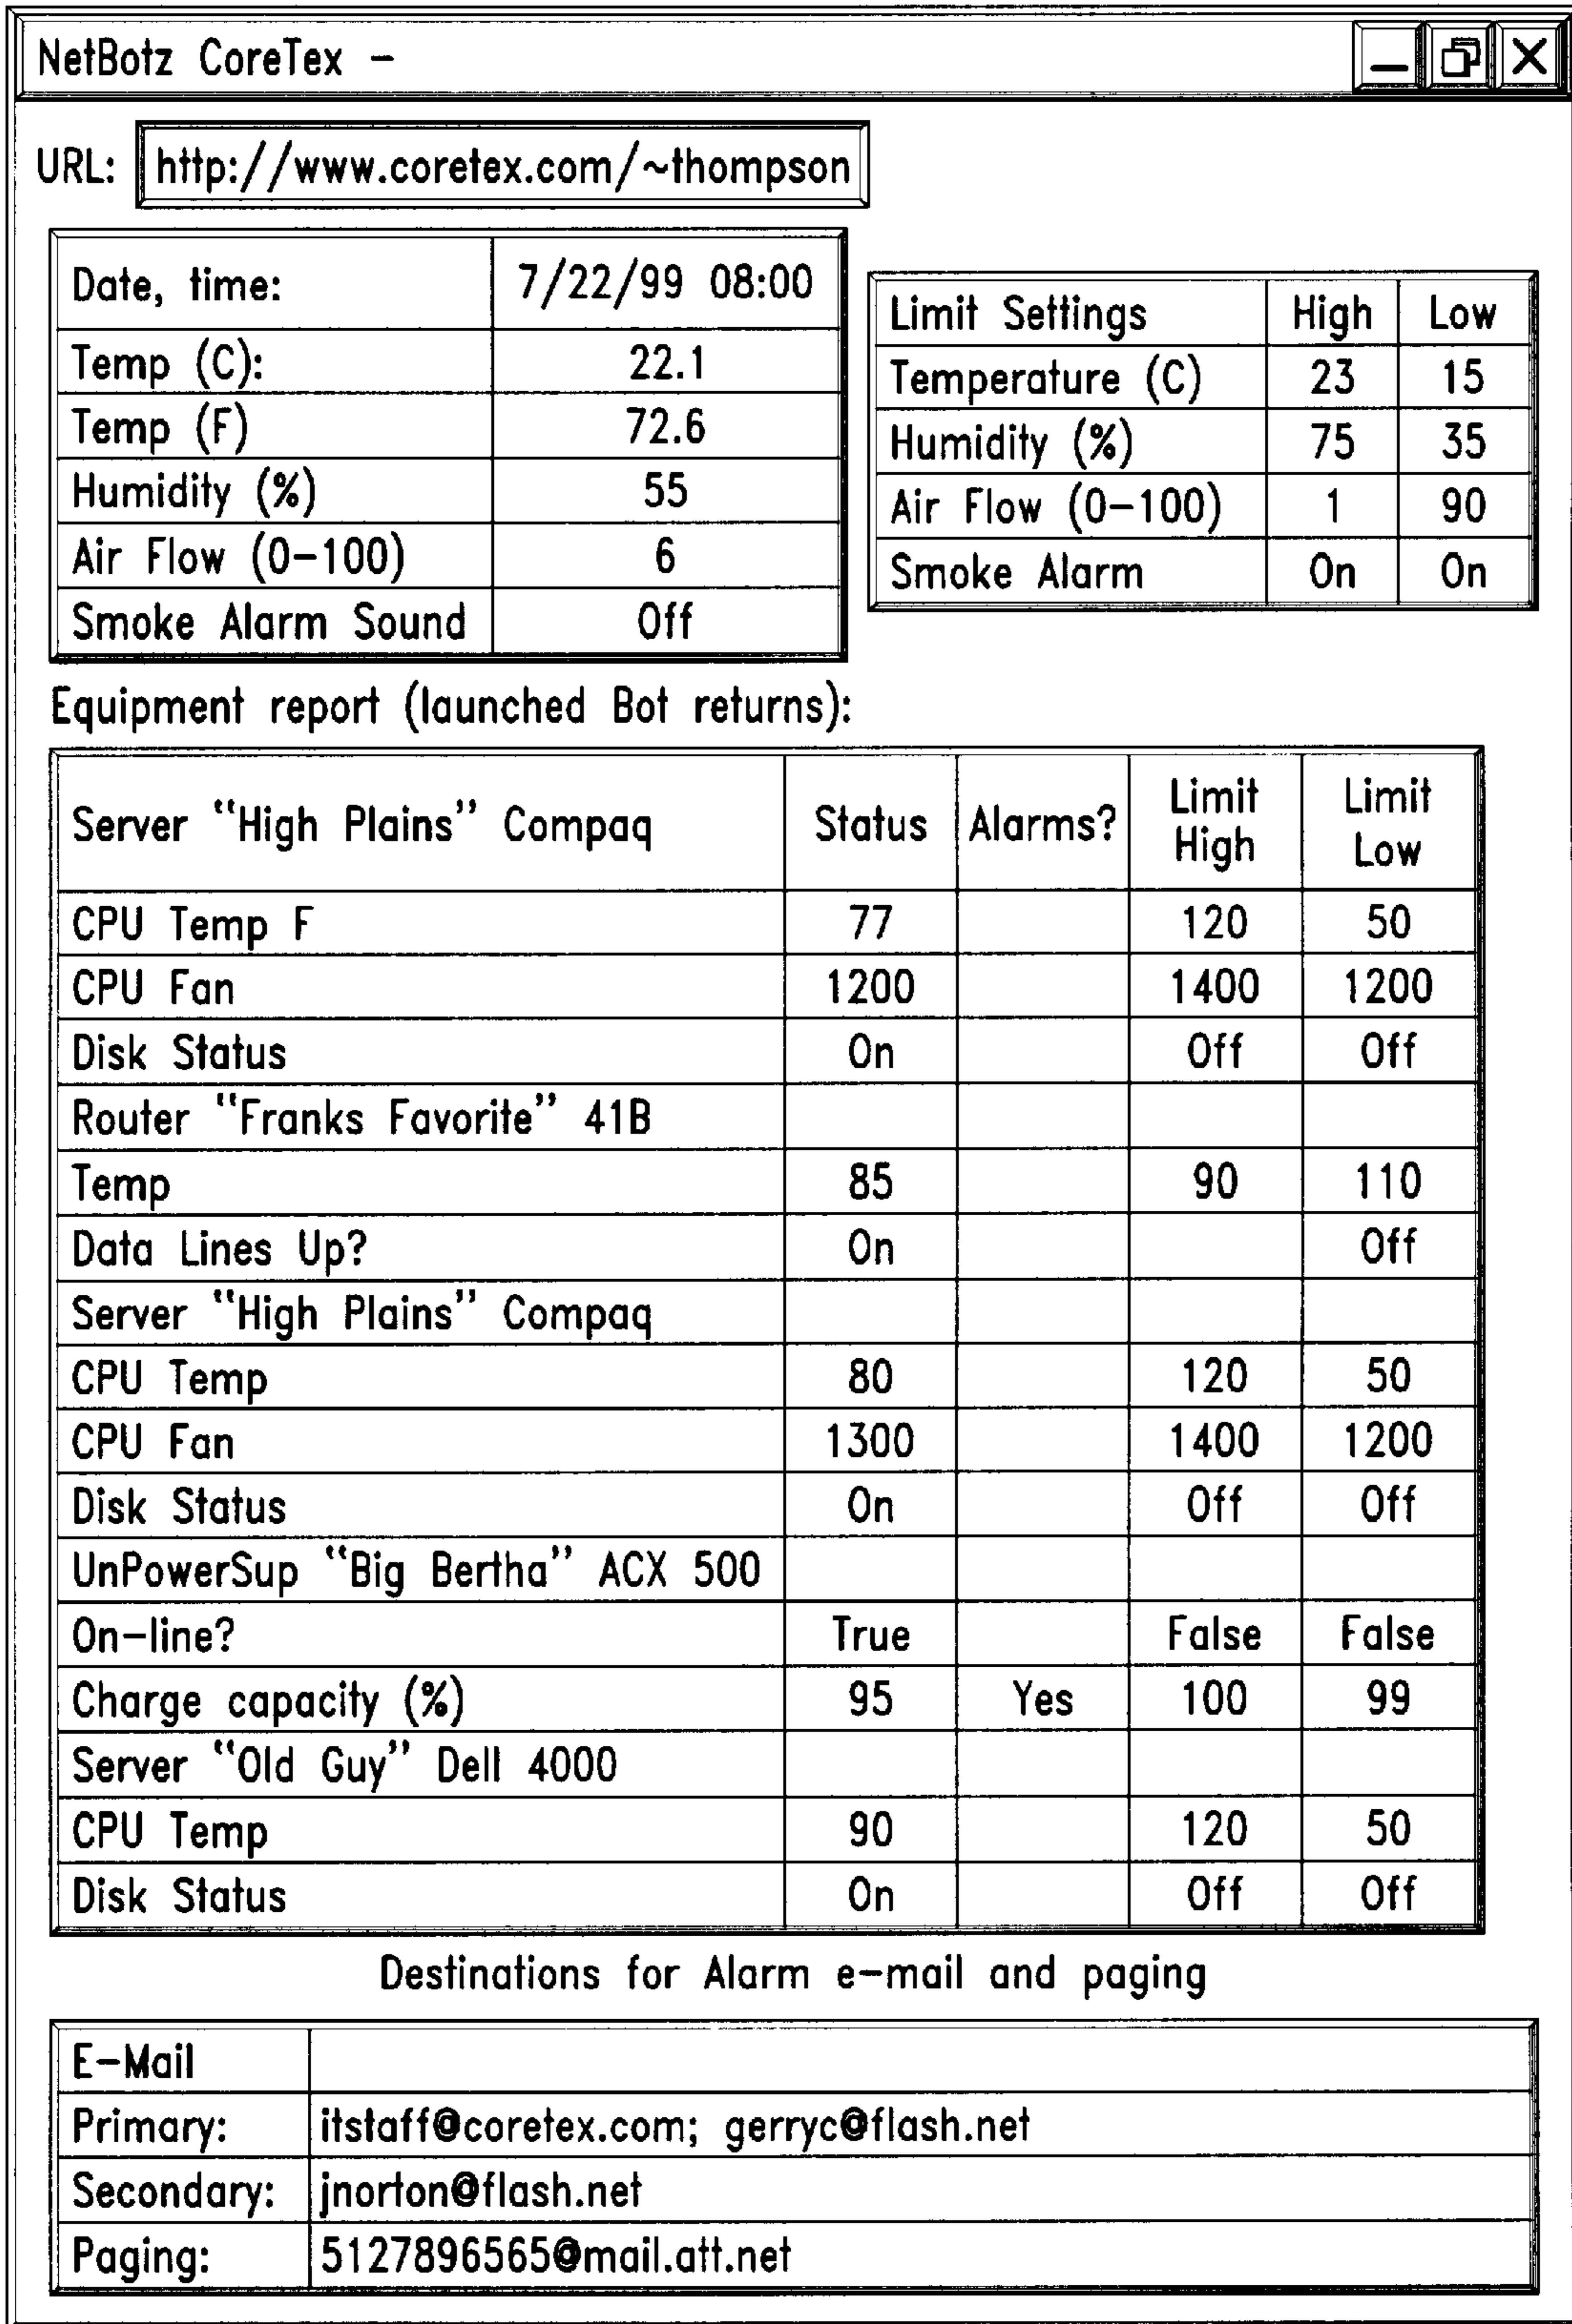 NetBotz CoreTex –
URL: http://www.coretex.com/~thompson
Date, time: 7/22/99 08:00
Temp (C): 22.1
Temp (F) 72.6
Humidity (%) 55
Air Flow (0–100) 6
Smoke Alarm Sound Off
Limit Settings High Low
Temperature (C) 23 15
Humidity (%) 75 35
Air Flow (0–100) 1 90
Smoke Alarm On On
Equipment report (launched Bot returns):
Server "High Plains" Compaq Status Alarms? Limit High Limit Low
CPU Temp F 77 120 50
CPU Fan 1200 1400 1200
Disk Status On Off Off
Router "Franks Favorite" 41B
Temp 85 90 110
Data Lines Up? On Off
Server "High Plains" Compaq
CPU Temp 80 120 50
CPU Fan 1300 1400 1200
Disk Status On Off Off
UnPowerSup "Big Bertha" ACX 500
On–line? True False False
Charge capacity (%) 95 Yes 100 99
Server "Old Guy" Dell 4000
CPU Temp 90 120 50
Disk Status On Off Off
Destinations for Alarm e–mail and paging
E–Mail
Primary: itstaff@coretex.com; gerryc@flash.net
Secondary: jnorton@flash.net
Paging: 5127896565@mail.att.net